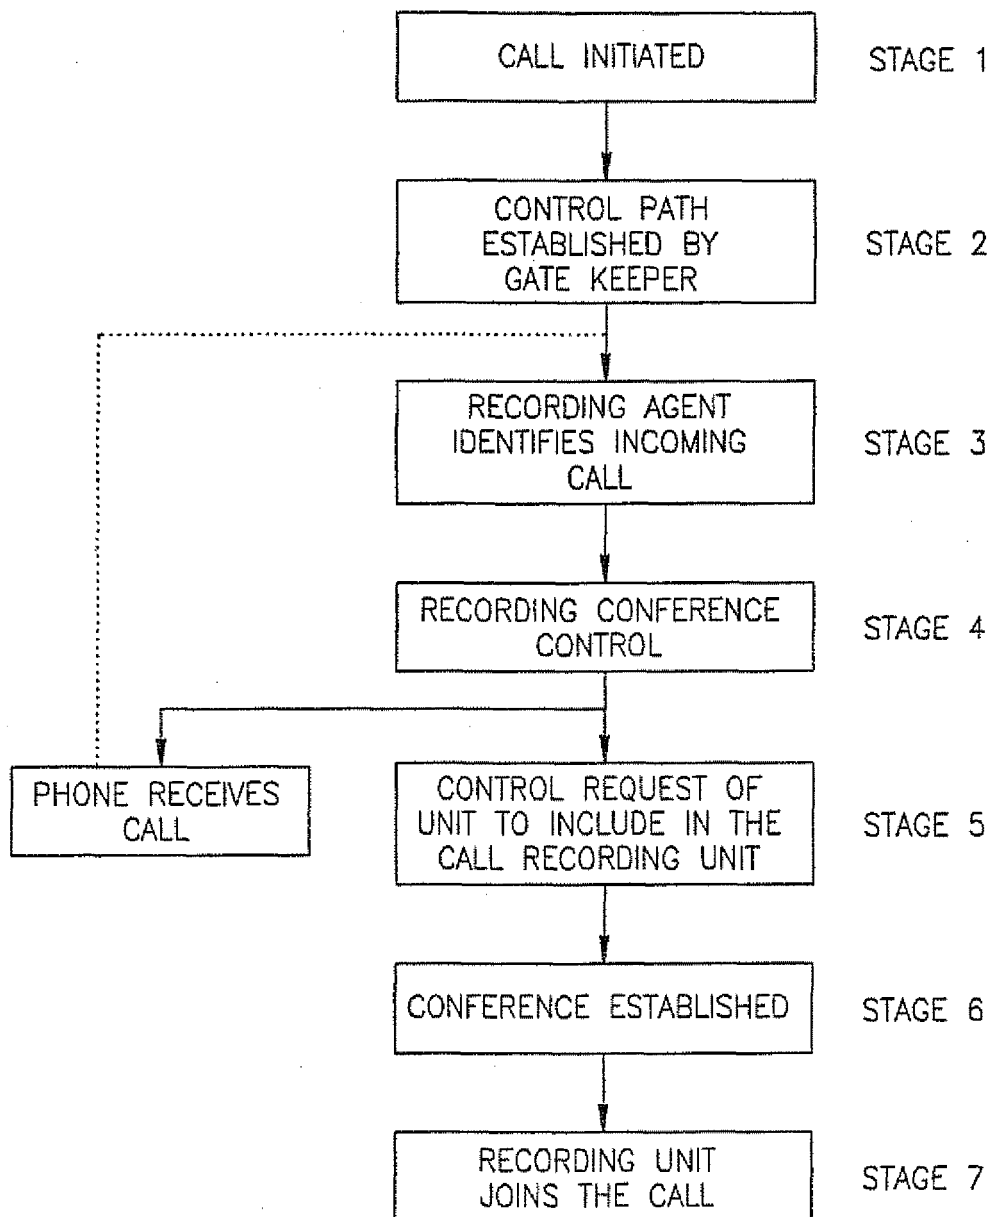 CALL INITIATED
STAGE 1
CONTROL PATH
ESTABLISHED BY
GATE KEEPER
STAGE 2
RECORDING AGENT
IDENTIFIES INCOMING
CALL
STAGE 3
RECORDING CONFERENCE
CONTROL
STAGE 4
PHONE RECEIVES
CALL
CONTROL REQUEST OF
UNIT TO INCLUDE IN THE
CALL RECORDING UNIT
STAGE 5
CONFERENCE ESTABLISHED
STAGE 6
RECORDING UNIT
JOINS THE CALL
STAGE 7